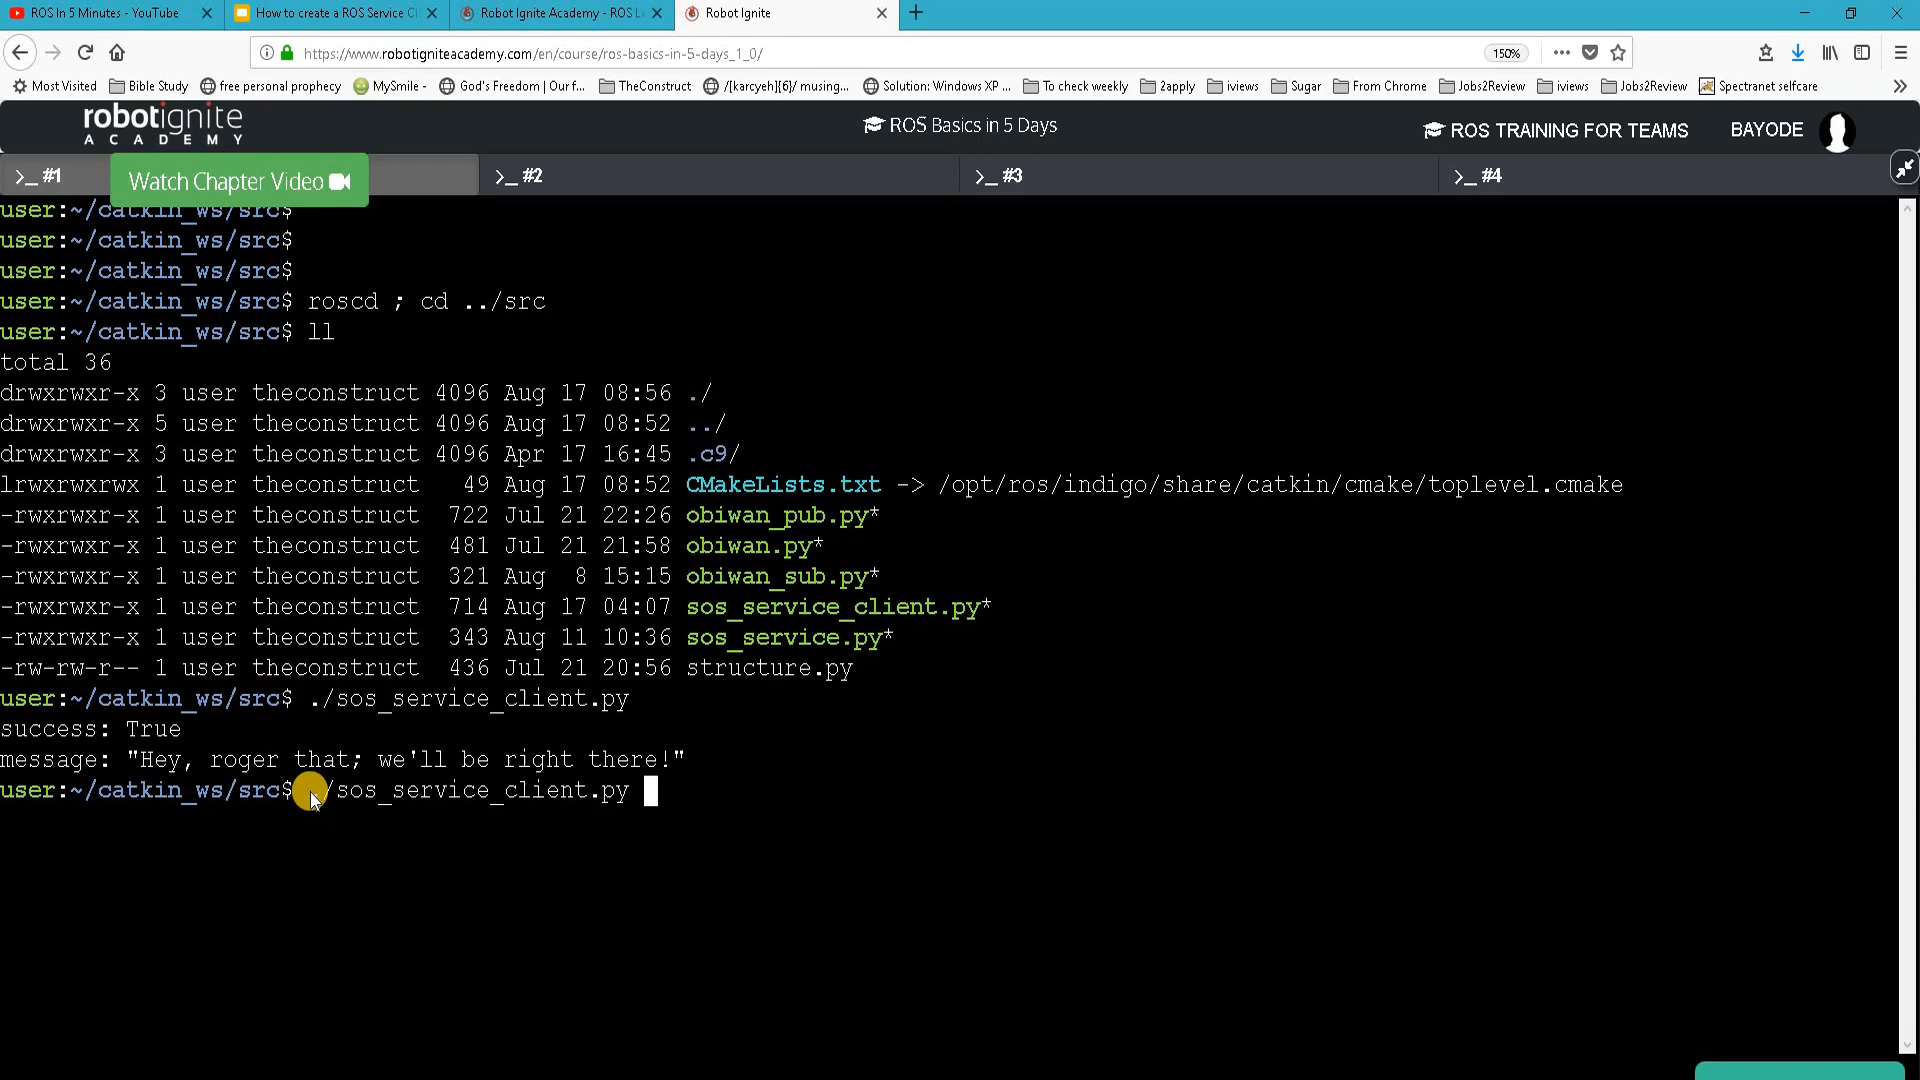 ROS In 5 Minutes - YouTube
How to create a ROS Service Cl
Robot Ignite Academy - ROS L
Robot Ignite
https://www.robotigniteacademy.com/en/course/ros-basics-in-5-days_1_0/
150%
Most Visited
Bible Study
free personal prophecy
MySmile -
God's Freedom | Our f...
TheConstruct
/[karcyeh]{6}/ musing...
Solution: Windows XP ...
To check weekly
2apply
iviews
Sugar
From Chrome
Jobs2Review
iviews
Jobs2Review
Spectranet selfcare
robotignite
ACADEMY
ROS Basics in 5 Days
ROS TRAINING FOR TEAMS
BAYODE
>_ #1
Watch Chapter Video
>_ #2
>_ #3
>_ #4
user:~/catkin_ws/src$
user:~/catkin_ws/src$
user:~/catkin_ws/src$
user:~/catkin_ws/src$ roscd ; cd ../src
user:~/catkin_ws/src$ ll
total 36
drwxrwxr-x 3 user theconstruct 4096 Aug 17 08:56 ./
drwxrwxr-x 5 user theconstruct 4096 Aug 17 08:52 ../
drwxrwxr-x 3 user theconstruct 4096 Apr 17 16:45 .c9/
lrwxrwxrwx 1 user theconstruct   49 Aug 17 08:52 CMakeLists.txt -> /opt/ros/indigo/share/catkin/cmake/toplevel.cmake
-rwxrwxr-x 1 user theconstruct  722 Jul 21 22:26 obiwan_pub.py*
-rwxrwxr-x 1 user theconstruct  481 Jul 21 21:58 obiwan.py*
-rwxrwxr-x 1 user theconstruct  321 Aug  8 15:15 obiwan_sub.py*
-rwxrwxr-x 1 user theconstruct  714 Aug 17 04:07 sos_service_client.py*
-rwxrwxr-x 1 user theconstruct  343 Aug 11 10:36 sos_service.py*
-rw-rw-r-- 1 user theconstruct  436 Jul 21 20:56 structure.py
user:~/catkin_ws/src$ ./sos_service_client.py
success: True
message: "Hey, roger that; we'll be right there!"
user:~/catkin_ws/src$ ./sos_service_client.py